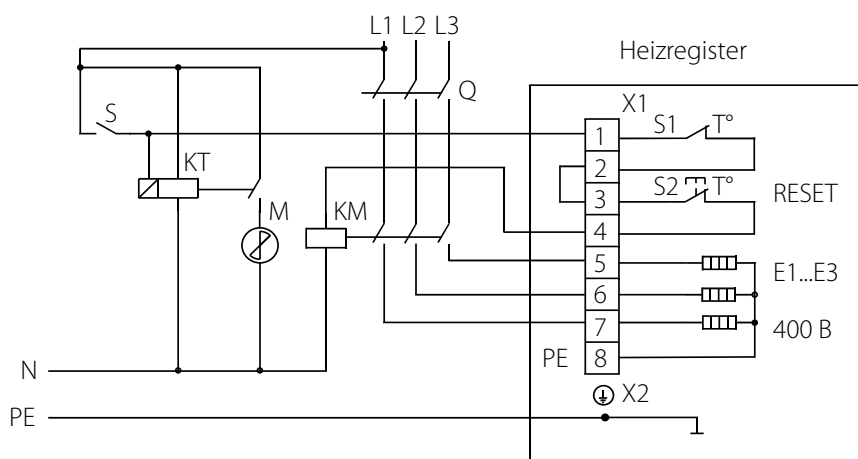 L1 L2 L3
Heizregister
Q
X1
S
1
S1
T°
KT
2
3
S2
T°
RESET
M
KM
4
5
E1...E3
6
7
400 В
PE
8
N
X2
PE